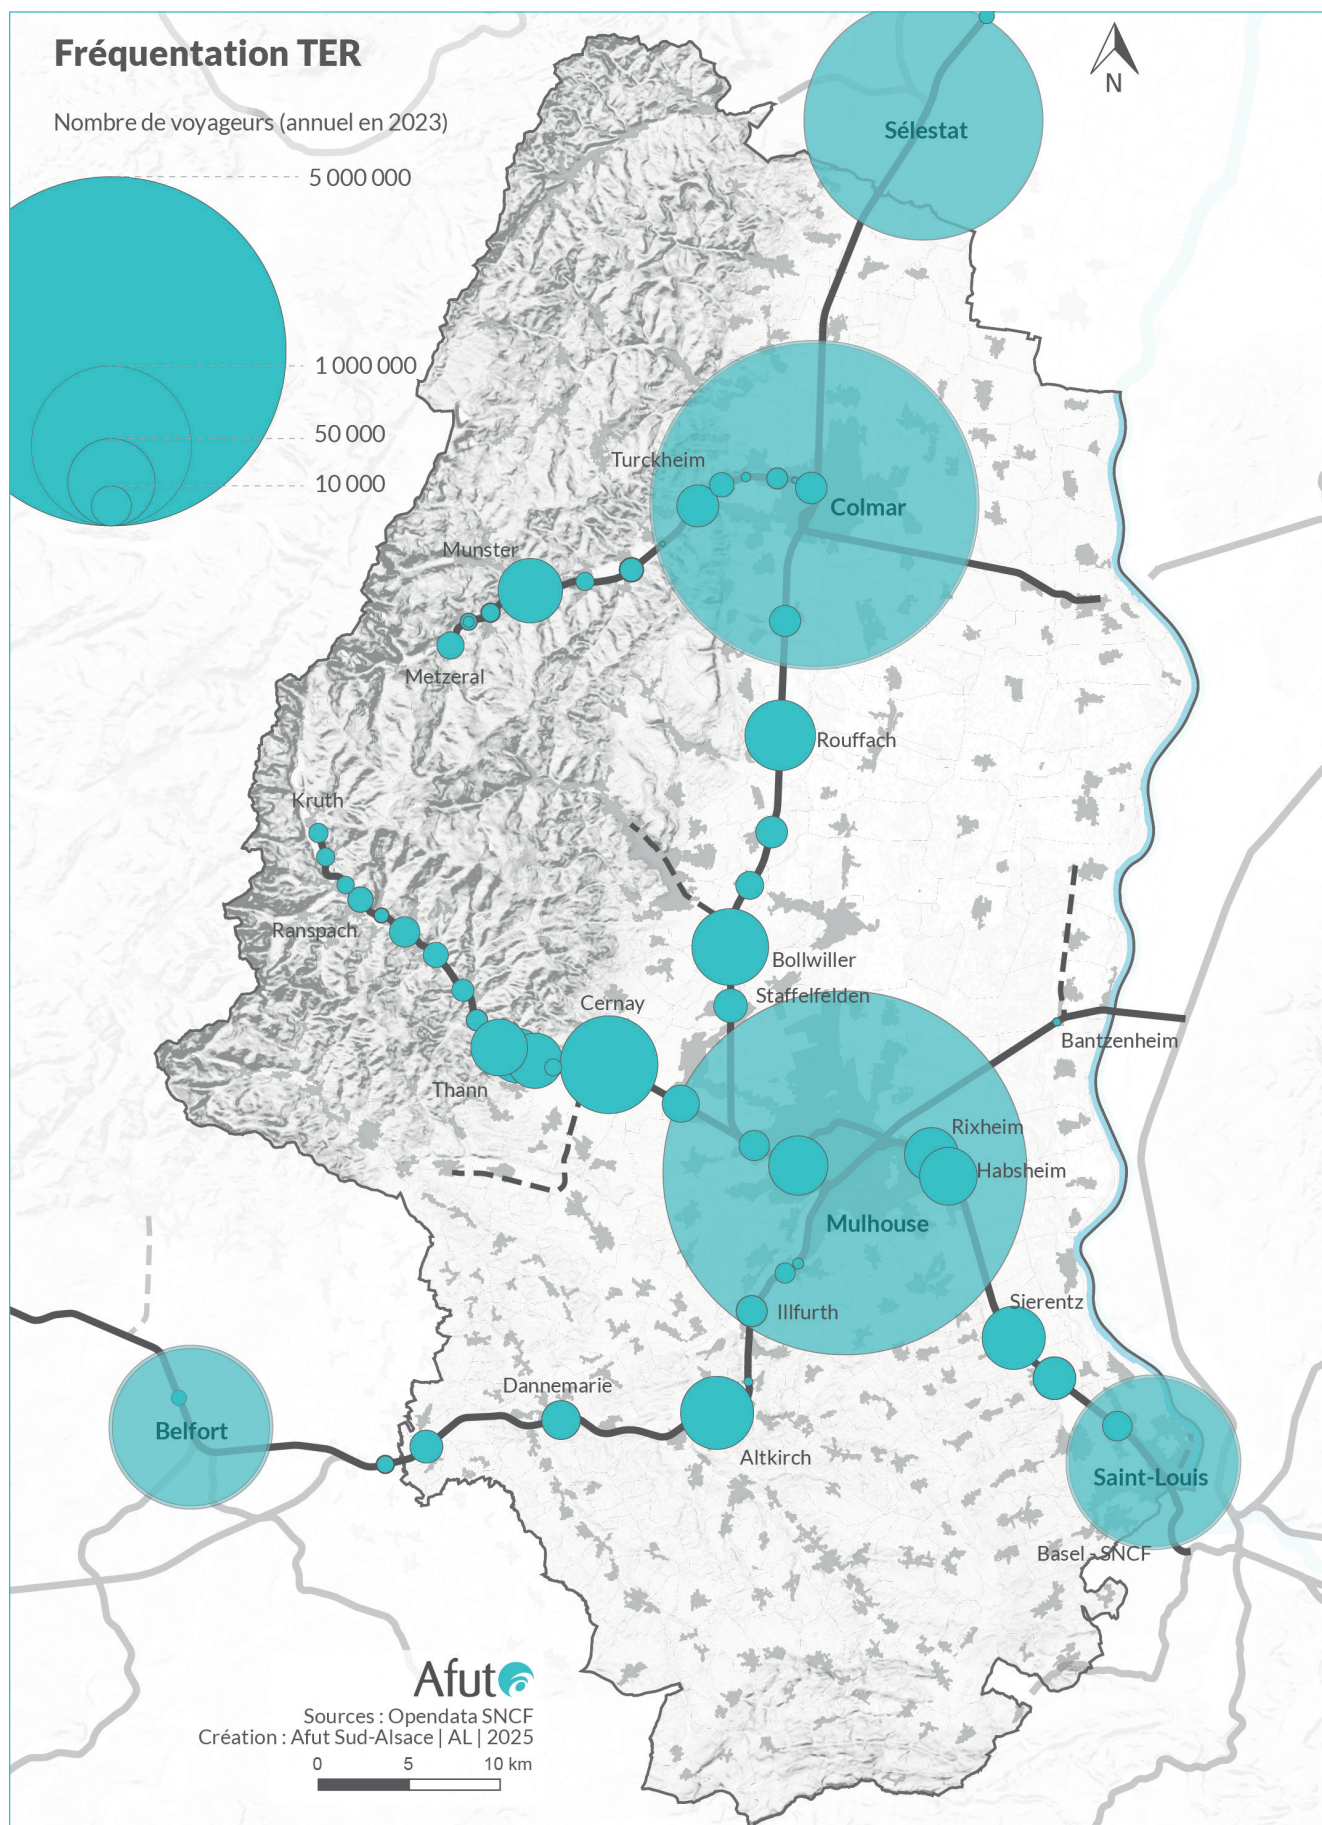 Fréquentation TER
Nombre de voyageurs (annuel en 2023)
5 000 000
1 000 000
50 000
10 000
N
Sélestat
Turckheim
Colmar
Munster
Metzeral
Rouffach
Kruth
Ranspach
Bollwiller
Staffelfelden
Cernay
Bantzenheim
Thann
Rixheim
Habsheim
Mulhouse
Sierentz
Illfurth
Dannemarie
Belfort
Altkirch
Saint-Louis
Basel - SNCF
Afut
Sources : Opendata SNCF
Création : Afut Sud-Alsace | AL | 2025
0 5 10 km